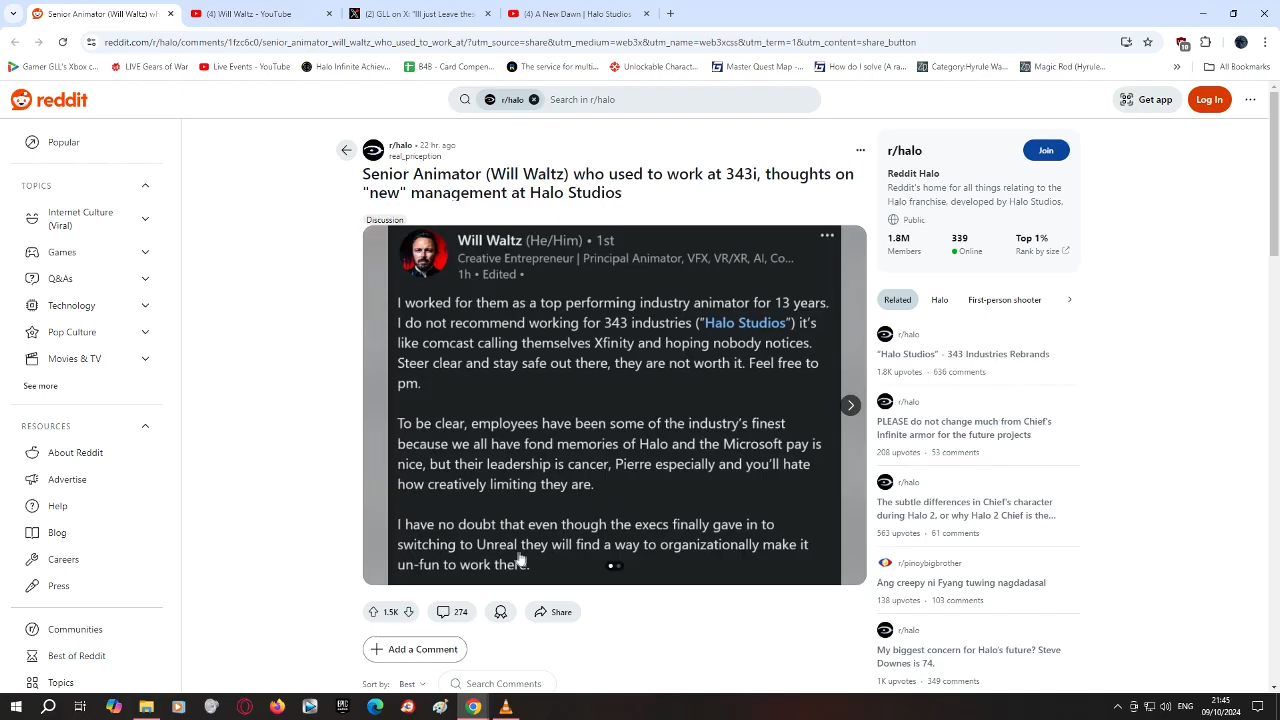 Senior Animator (Will Waltz) wh
(4) Will Waltz - YouTube
(2) GLL on X: "Ill just Leave thes
(4) A New Dawn | Halo Studios
reddit.com/r/halo/comments/1fzc6c0/senior_animator_will_waltz_who_used_to_work_at/?utm_source=share&utm_medium=web3x&utm_name=web3xcss&utm_term=1&utm_content=share_button
Gamer GLL's Xbox c...
LIVE Gears of War
Live Events - YouTube
Halo Infinite Achiev...
B4B - Card Compen...
The service for multi...
Unlockable Charact...
Master Quest Map -...
How do I solve (A ra...
Category:Hyrule Wa...
Magic Rod (Hyrule...
»
All Bookmarks
reddit
r/halo
Search in r/halo
Get app
Log In
Popular
TOPICS
Internet Culture
(Viral)
Games
Q&As
Technology
Pop Culture
Movies & TV
See more
RESOURCES
About Reddit
Advertise
Help
Blog
Careers
Press
Communities
Best of Reddit
Topics
r/halo • 22 hr. ago
real_pnception
Senior Animator (Will Waltz) who used to work at 343i, thoughts on
"new" management at Halo Studios
Discussion
Will Waltz (He/Him) • 1st
Creative Entrepreneur | Principal Animator, VFX, VR/XR, AI, Co...
1h • Edited •
I worked for them as a top performing industry animator for 13 years.
I do not recommend working for 343 industries ("Halo Studios") it's
like comcast calling themselves Xfinity and hoping nobody notices.
Steer clear and stay safe out there, they are not worth it. Feel free to
pm.
To be clear, employees have been some of the industry's finest
because we all have fond memories of Halo and the Microsoft pay is
nice, but their leadership is cancer, Pierre especially and you'll hate
how creatively limiting they are.
I have no doubt that even though the execs finally gave in to
switching to Unreal they will find a way to organizationally make it
un-fun to work there.
1.5K
274
Share
Add a Comment
Sort by: Best
Search Comments
r/halo
Join
Reddit Halo
Reddit's home for all things relating to the
Halo franchise, developed by Halo Studios.
Public
1.8M
339
Top 1%
Members
Online
Rank by size
Related
Halo
First-person shooter
r/halo
"Halo Studios" - 343 Industries Rebrands
1.8K upvotes · 636 comments
r/halo
PLEASE do not change much from Chief's
Infinite armor for the future projects
208 upvotes · 53 comments
r/halo
The subtle differences in Chief's character
during Halo 2, or why Halo 2 Chief is the...
563 upvotes · 61 comments
r/pinoybigbrother
Ang creepy ni Fyang tuwing nagdadasal
138 upvotes · 103 comments
r/halo
My biggest concern for Halo's future? Steve
Downes is 74.
1K upvotes · 349 comments
ENG
21:45
09/10/2024